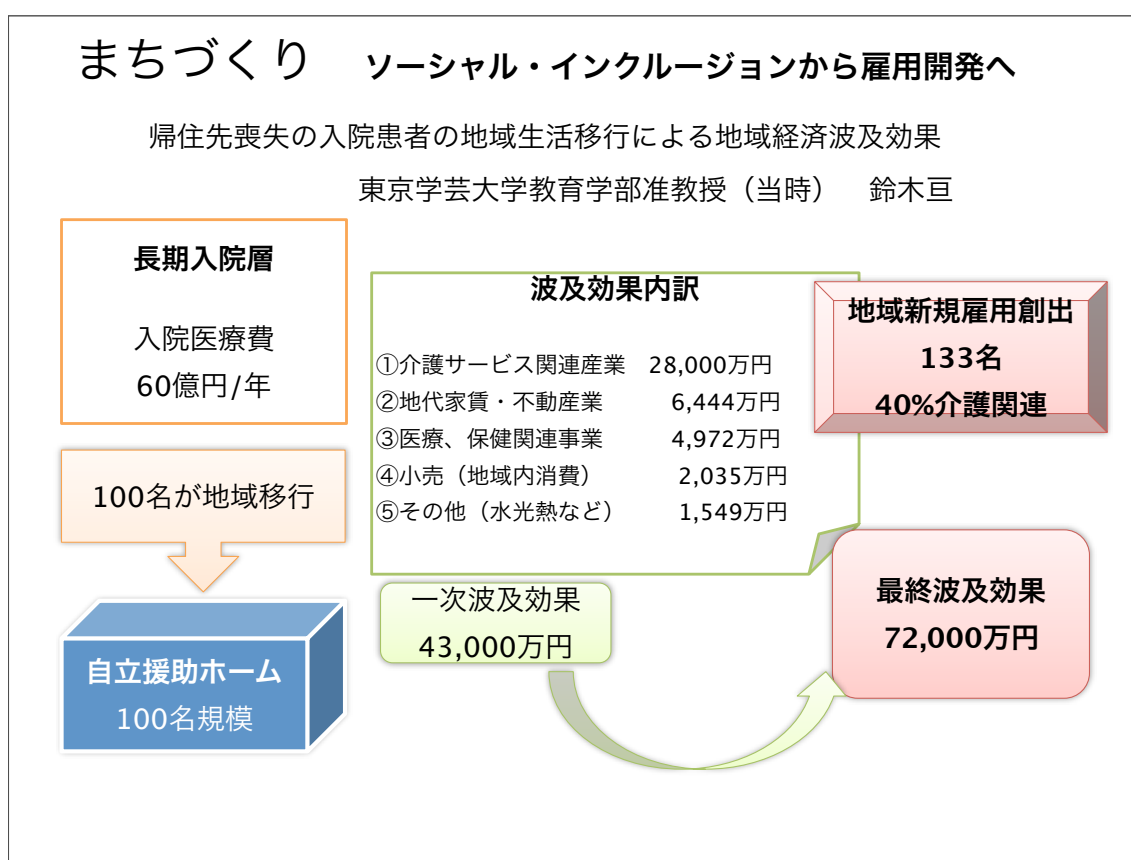 まちづくり ソーシャル・インクルージョンから雇用開発へ
帰住先喪失の入院患者の地域生活移行による地域経済波及効果
東京学芸大学教育学部准教授（当時） 鈴木亘
長期入院層
入院医療費
60億円/年
100名が地域移行
自立援助ホーム
100名規模
波及効果内訳
①介護サービス関連産業 28,000万円
②地代家賃・不動産業 6,444万円
③医療、保健関連事業 4,972万円
④小売（地域内消費） 2,035万円
⑤その他（水光熱など） 1,549万円
一次波及効果
43,000万円
地域新規雇用創出
133名
40%介護関連
最終波及効果
72,000万円